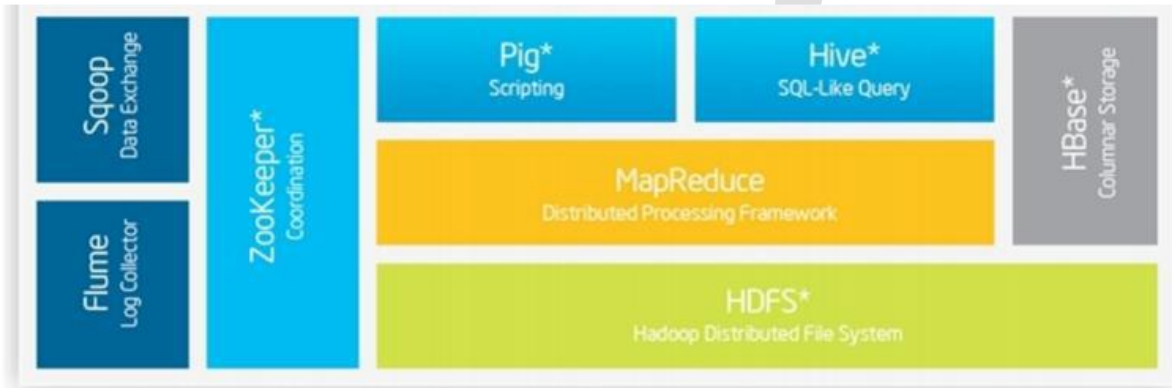 Sqoop
Data Exchange
Flume
Log Collector
ZooKeeper*
Coordination
Pig*
Scripting
Hive*
SQL-Like Query
MapReduce
Distributed Processing Framework
HBase*
Columnar Storage
HDFS*
Hadoop Distributed File System